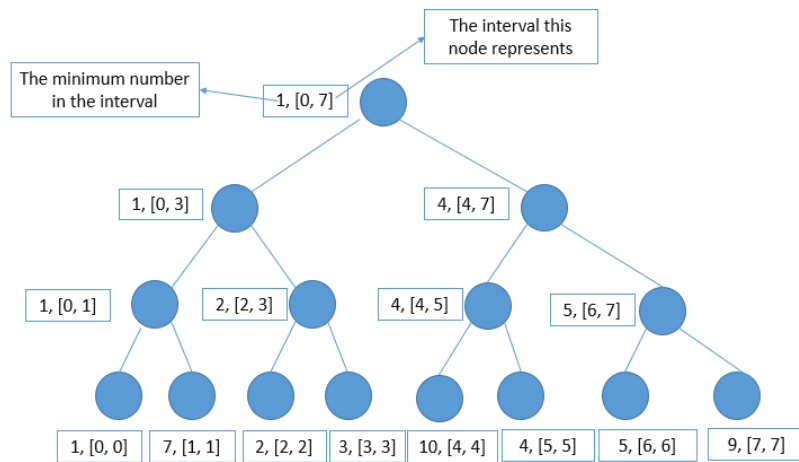 The interval this
node represents
The minimum number
in the interval
1, [0, 7]
1, [0, 3]
4, [4, 7]
1, [0, 1]
2, [2, 3]
4, [4, 5]
5, [6, 7]
1, [0, 0]
7, [1, 1]
2, [2, 2]
3, [3, 3]
10, [4, 4]
4, [5, 5]
5, [6, 6]
9, [7, 7]